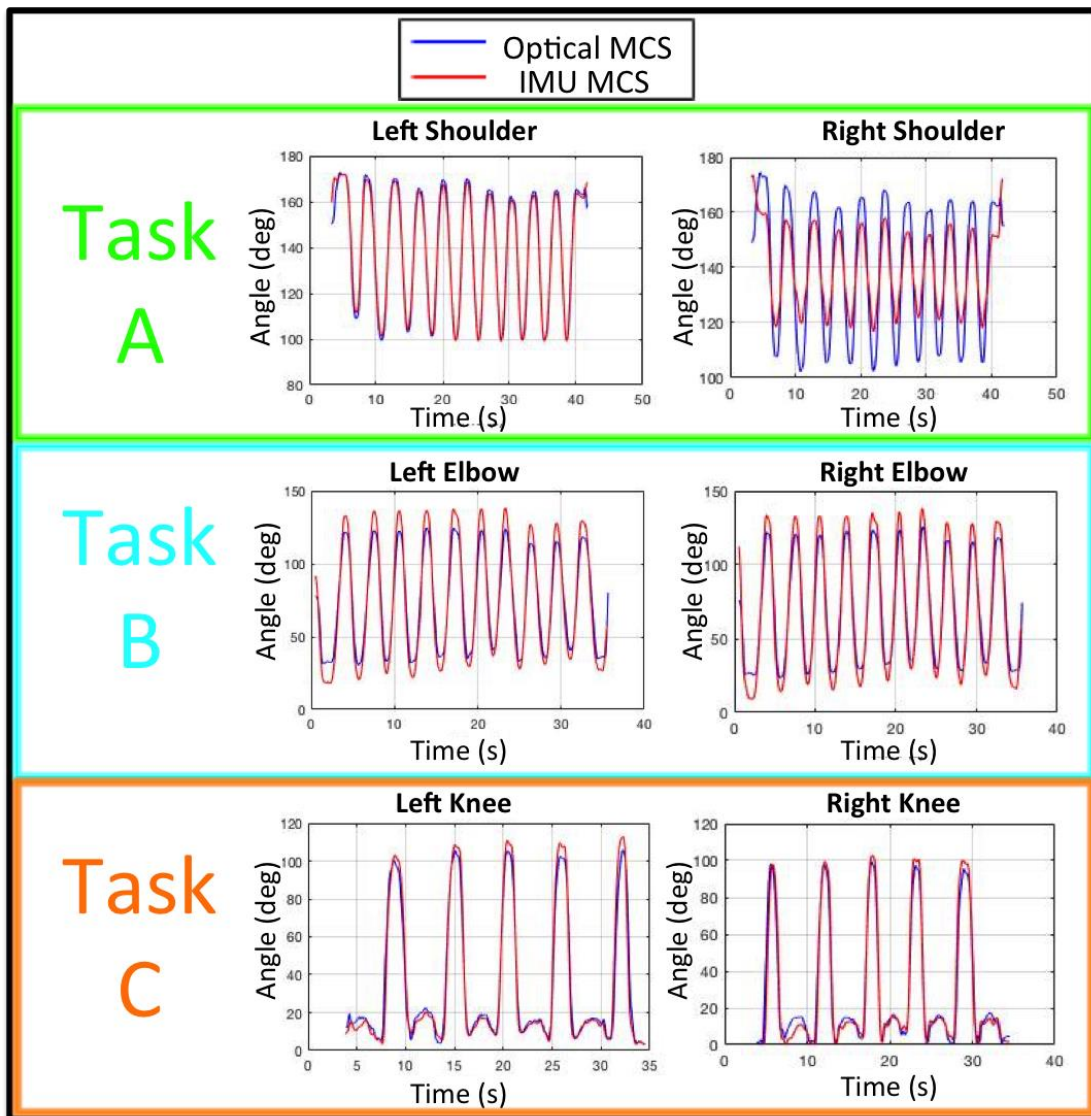 Optical MCS
IMU MCS
Task
A
Left Shoulder
Angle (deg)
180
160
140
120
100
80
0 10 20 30 40 50
Time (s)
Right Shoulder
Angle (deg)
180
160
140
120
100
0 10 20 30 40 50
Time (s)
Task
B
Left Elbow
Angle (deg)
150
100
50
0
0 10 20 30 40
Time (s)
Right Elbow
Angle (deg)
150
100
50
0
0 10 20 30 40
Time (s)
Task
C
Left Knee
Angle (deg)
120
100
80
60
40
20
0
0 5 10 15 20 25 30 35
Time (s)
Right Knee
Angle (deg)
120
100
80
60
40
20
0
0 10 20 30 40
Time (s)